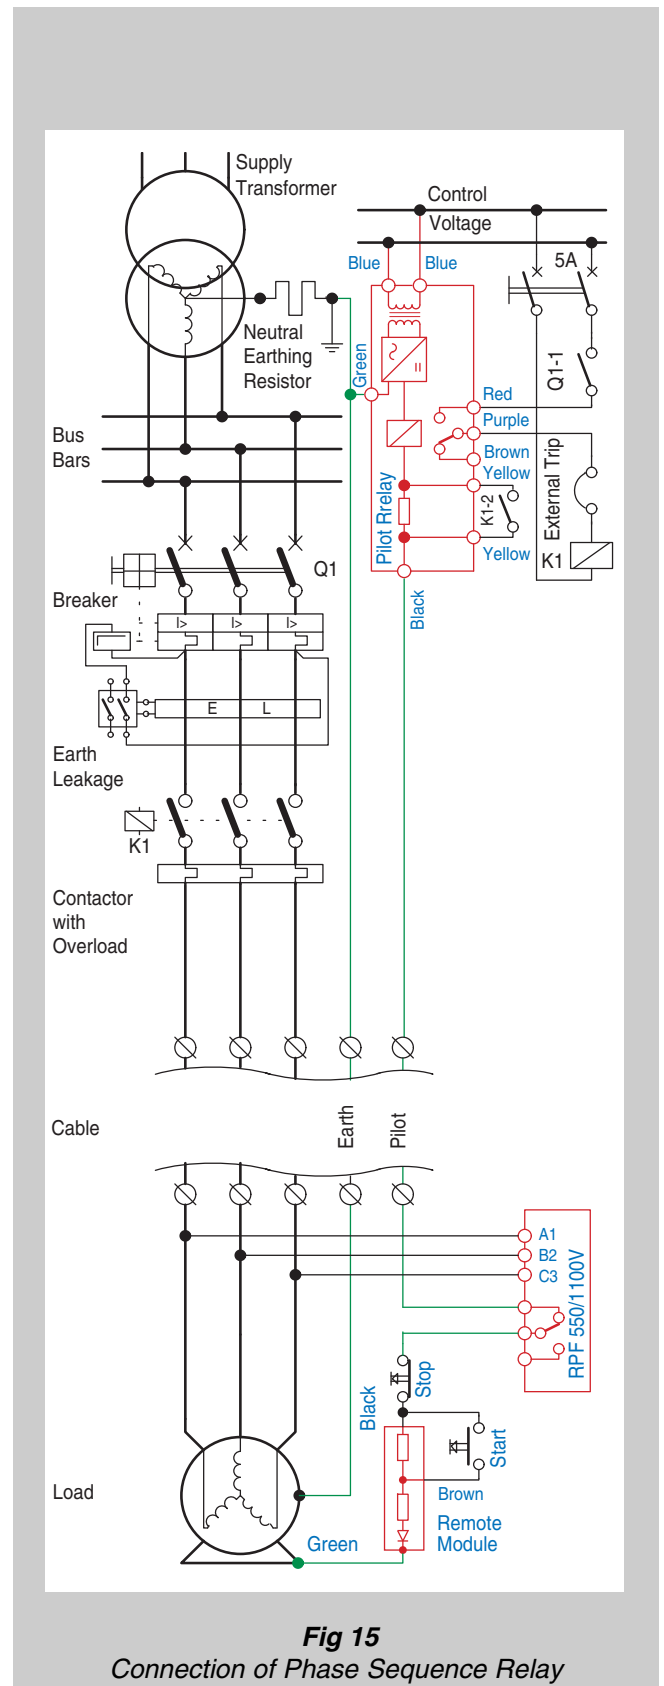 Supply
Transformer
Control
Voltage
Blue
Blue
5A
Neutral
Earthing
Resistor
Green
Q1-1
Red
Purple
Brown
Yellow
Bus
Bars
Pilot Rrelay
K1-2
External Trip
K1
Yellow
Q1
Breaker
I>
I>
I>
Black
E L
Earth
Leakage
K1
Contactor
with
Overload
Cable
Earth
Pilot
A1
B2
C3
RPF 550/1100V
Stop
Black
Start
Load
Brown
Remote
Module
Green
Fig 15
Connection of Phase Sequence Relay